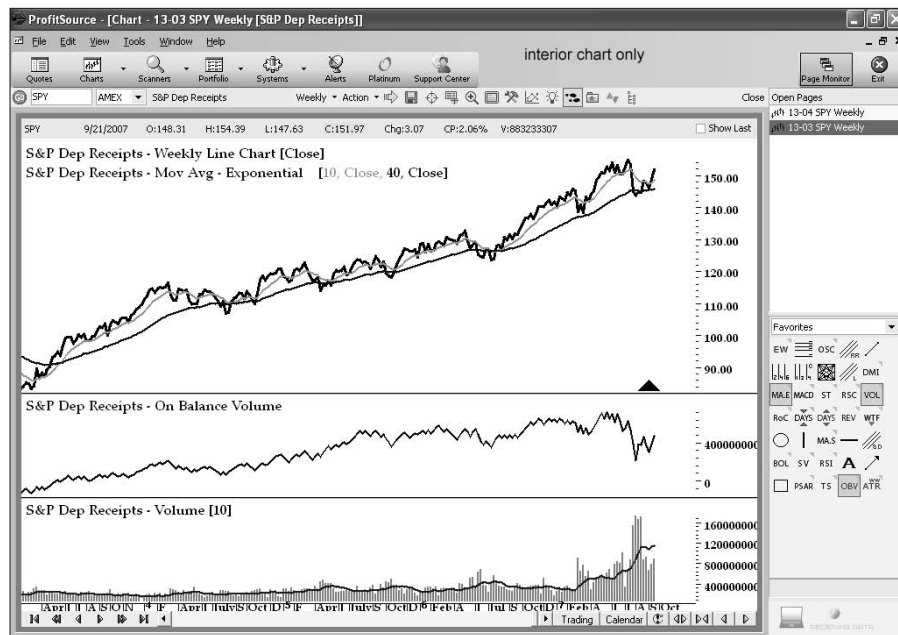 ProfitSource - [Chart - 13-03 SPY Weekly [S&P Dep Receipts]]
File Edit View Tools Window Help
interior chart only
Quotes Charts Scanners Portfolio Systems Alerts Platinum Support Center Page Monitor Exit
SPY AMEX S&P Dep Receipts Weekly Action Close Open Pages
13-04 SPY Weekly
13-03 SPY Weekly
SPY 9/21/2007 O:148.31 H:154.39 L:147.63 C:151.97 Chg:3.07 CP:2.06% V:883233307 Show Last
S&P Dep Receipts - Weekly Line Chart [Close]
S&P Dep Receipts - Mov Avg - Exponential [10, Close, 40, Close]
150.00
140.00
130.00
120.00
110.00
100.00
90.00
S&P Dep Receipts - On Balance Volume
400000000
0
S&P Dep Receipts - Volume [10]
160000000
120000000
80000000
40000000
Trading Calendar
Favorites
EW OSC RR
DMI
MA.E MACD ST RSC VOL
RoC DAYS DAYS REV WTF
MA.S SD
BOL SV RSI A
PSAR TS OBV ATR
RECEIVING DATA